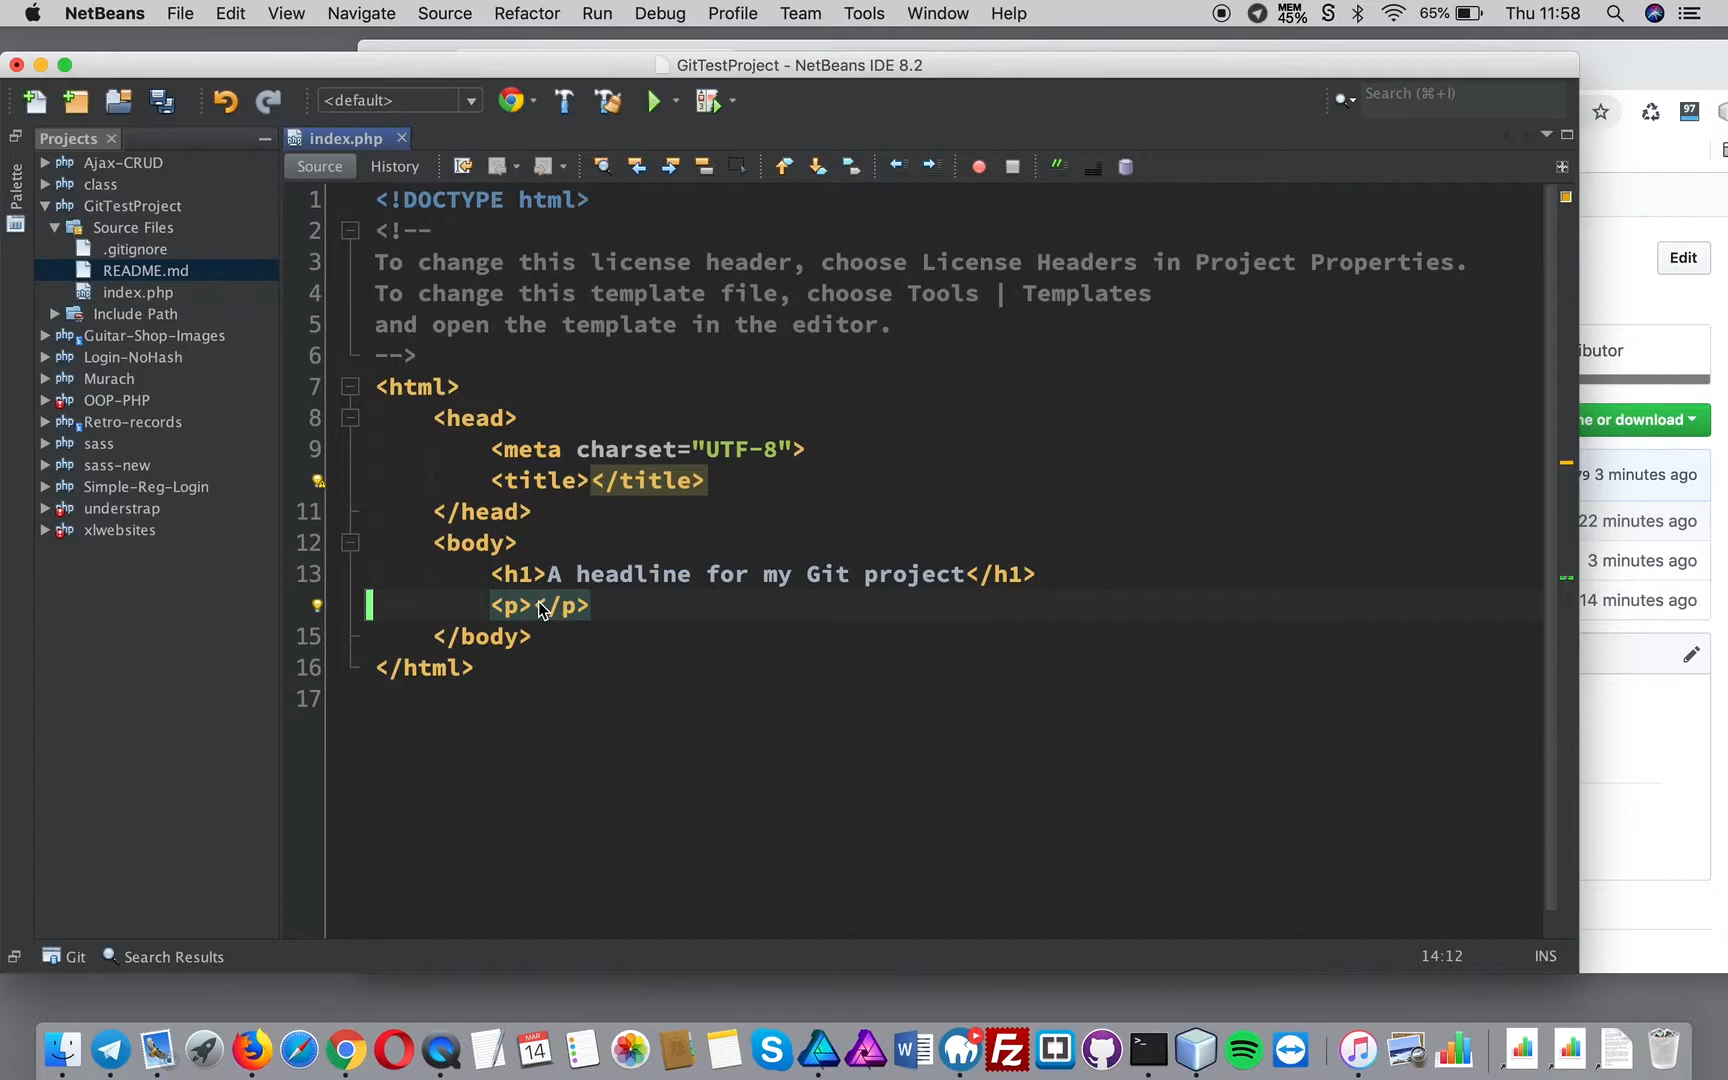 NetBeans File Edit View Navigate Source Refactor Run Debug Profile Team Tools Window Help MEM 45% 65% Thu 11:58
GitTestProject - NetBeans IDE 8.2
<default> Search (⌘+I) 97
Projects index.php
Palette
Source History
Ajax-CRUD
class
GitTestProject
Source Files
.gitignore
README.md
index.php
Include Path
Guitar-Shop-Images
Login-NoHash
Murach
OOP-PHP
Retro-records
sass
sass-new
Simple-Reg-Login
understrap
xlwebsites
1 <!DOCTYPE html>
2 <!--
3 To change this license header, choose License Headers in Project Properties.
4 To change this template file, choose Tools | Templates
5 and open the template in the editor.
6 -->
7 <html>
8 <head>
9 <meta charset="UTF-8">
<title></title>
11 </head>
12 <body>
13 <h1>A headline for my Git project</h1>
<p></p>
15 </body>
16 </html>
17
Edit
ibutor
ne or download
79 3 minutes ago
22 minutes ago
3 minutes ago
14 minutes ago
Git Search Results 14:12 INS
MAR 14